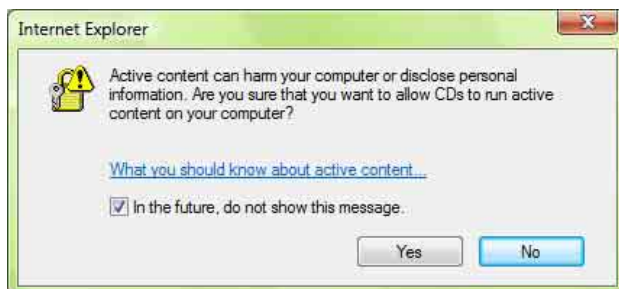 Internet Explorer
Active content can harm your computer or disclose personal
information. Are you sure that you want to allow CDs to run active
content on your computer?
What you should know about active content...
In the future, do not show this message.
Yes No